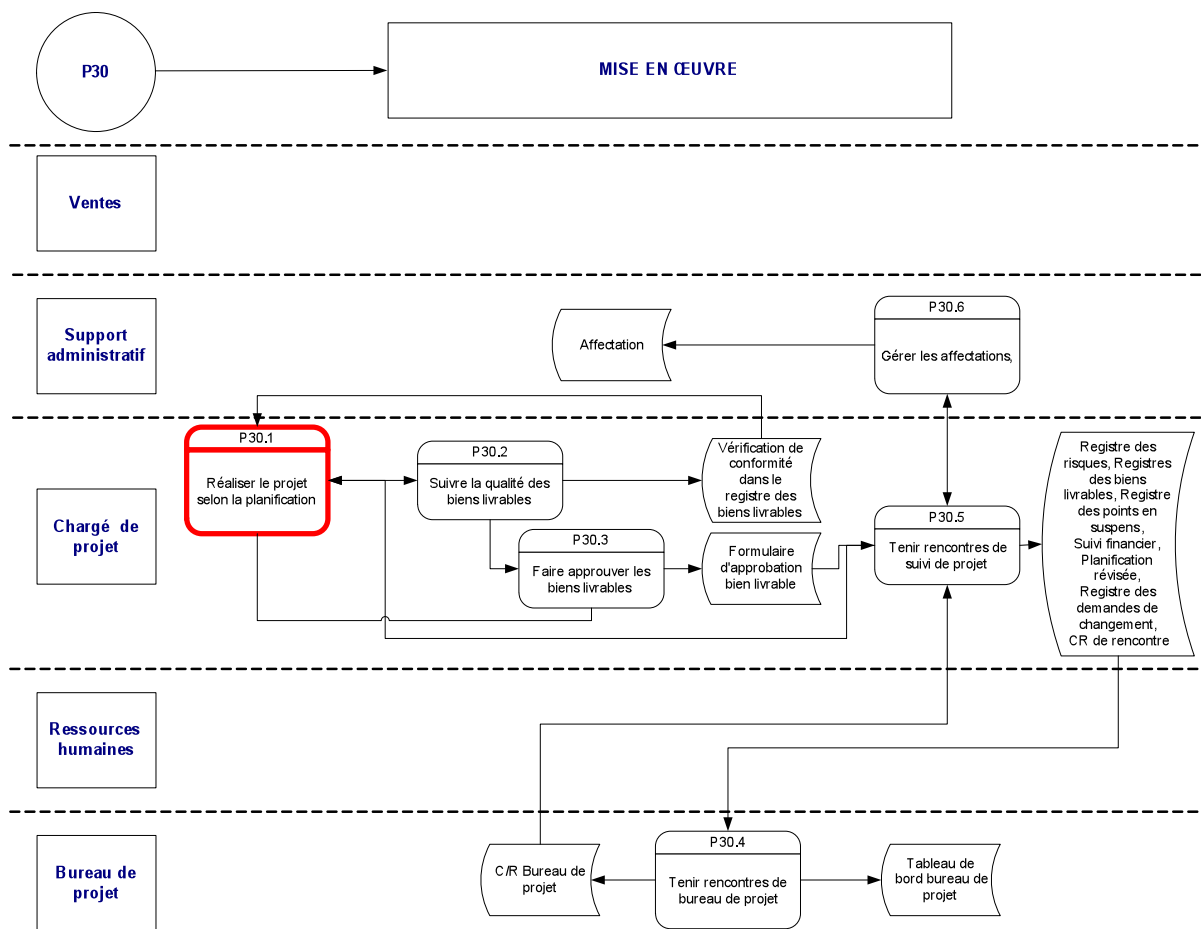 P30
MISE EN ŒUVRE
Ventes
Support
administratif
Affectation
P30.6
Gérer les affectations,
Chargé de
projet
P30.1
Réaliser le projet
selon la planification
P30.2
Suivre la qualité des
biens livrables
Vérification de
conformité
dans le
registre des
biens livrables
P30.3
Faire approuver les
biens livrables
Formulaire
d'approbation
bien livrable
P30.5
Tenir rencontres de
suivi de projet
Registre des
risques, Registres
des biens
livrables, Registre
des points en
suspens,
Suivi financier,
Planification
révisée,
Registre des
demandes de
changement,
CR de rencontre
Ressources
humaines
Bureau de
projet
C/R Bureau de
projet
P30.4
Tenir rencontres de
bureau de projet
Tableau de
bord bureau de
projet